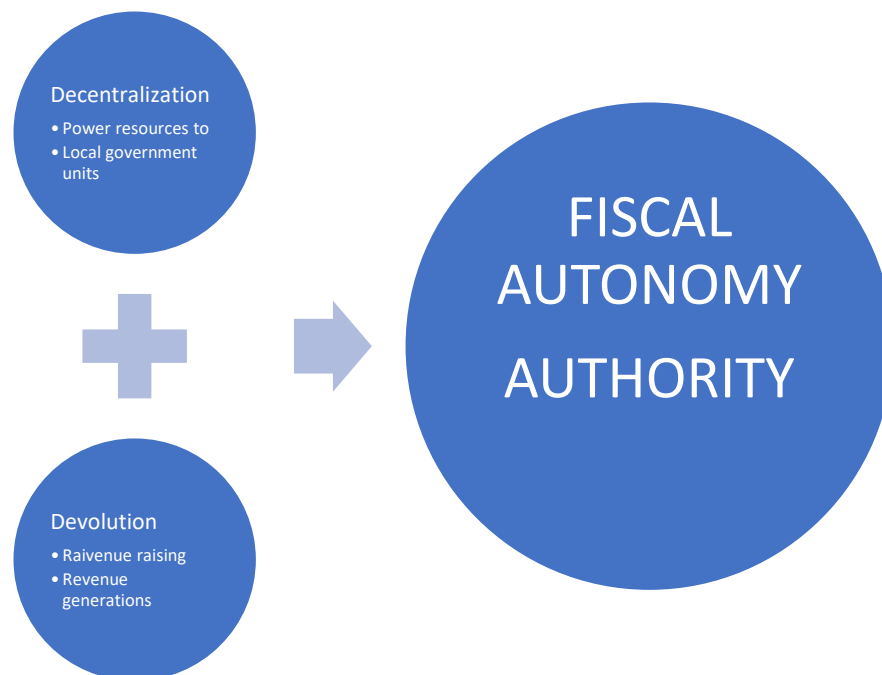 Decentralization
• Power resources to
• Local government
units
Devolution
• Raivenue raising
• Revenue
generations
FISCAL
AUTONOMY
AUTHORITY